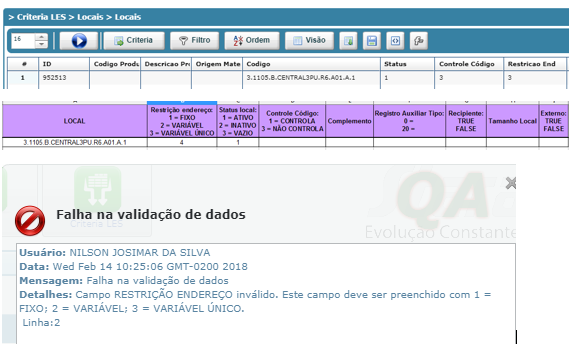 > Criteria LES > Locais > Locais
16 Criteria Filtro Ordem Visão
# ID Codigo Produ Descricao Pr Origem Mate Codigo Status Controle Código Restricao End
1 952513 3.1105.B.CENTRAL3PU.R6.A01.A.1 1 3 3
LOCAL Restrição endereço: 1 = FIXO 2 = VARIÁVEL 3 = VARIÁVEL ÚNICO Status local: 1 = ATIVO 2 = INATIVO 3 = VAZIO Controle Código: 1 = CONTROLA 3 = NÃO CONTROLA Complemento Registro Auxiliar Tipo: 0 = 20 = Recipiente: TRUE FALSE Tamanho Local Externo: TRUE FALSE
3.1105.B.CENTRAL3PU.R6.A01.A.1 4 1
Criteria LES
SQA
Evolução Constante
Falha na validação de dados
Usuário: NILSON JOSIMAR DA SILVA
Data: Wed Feb 14 10:25:06 GMT-0200 2018
Mensagem: Falha na validação de dados
Detalhes: Campo RESTRIÇÃO ENDEREÇO inválido. Este campo deve ser preenchido com 1 =
FIXO; 2 = VARIÁVEL; 3 = VARIÁVEL ÚNICO.
Linha:2